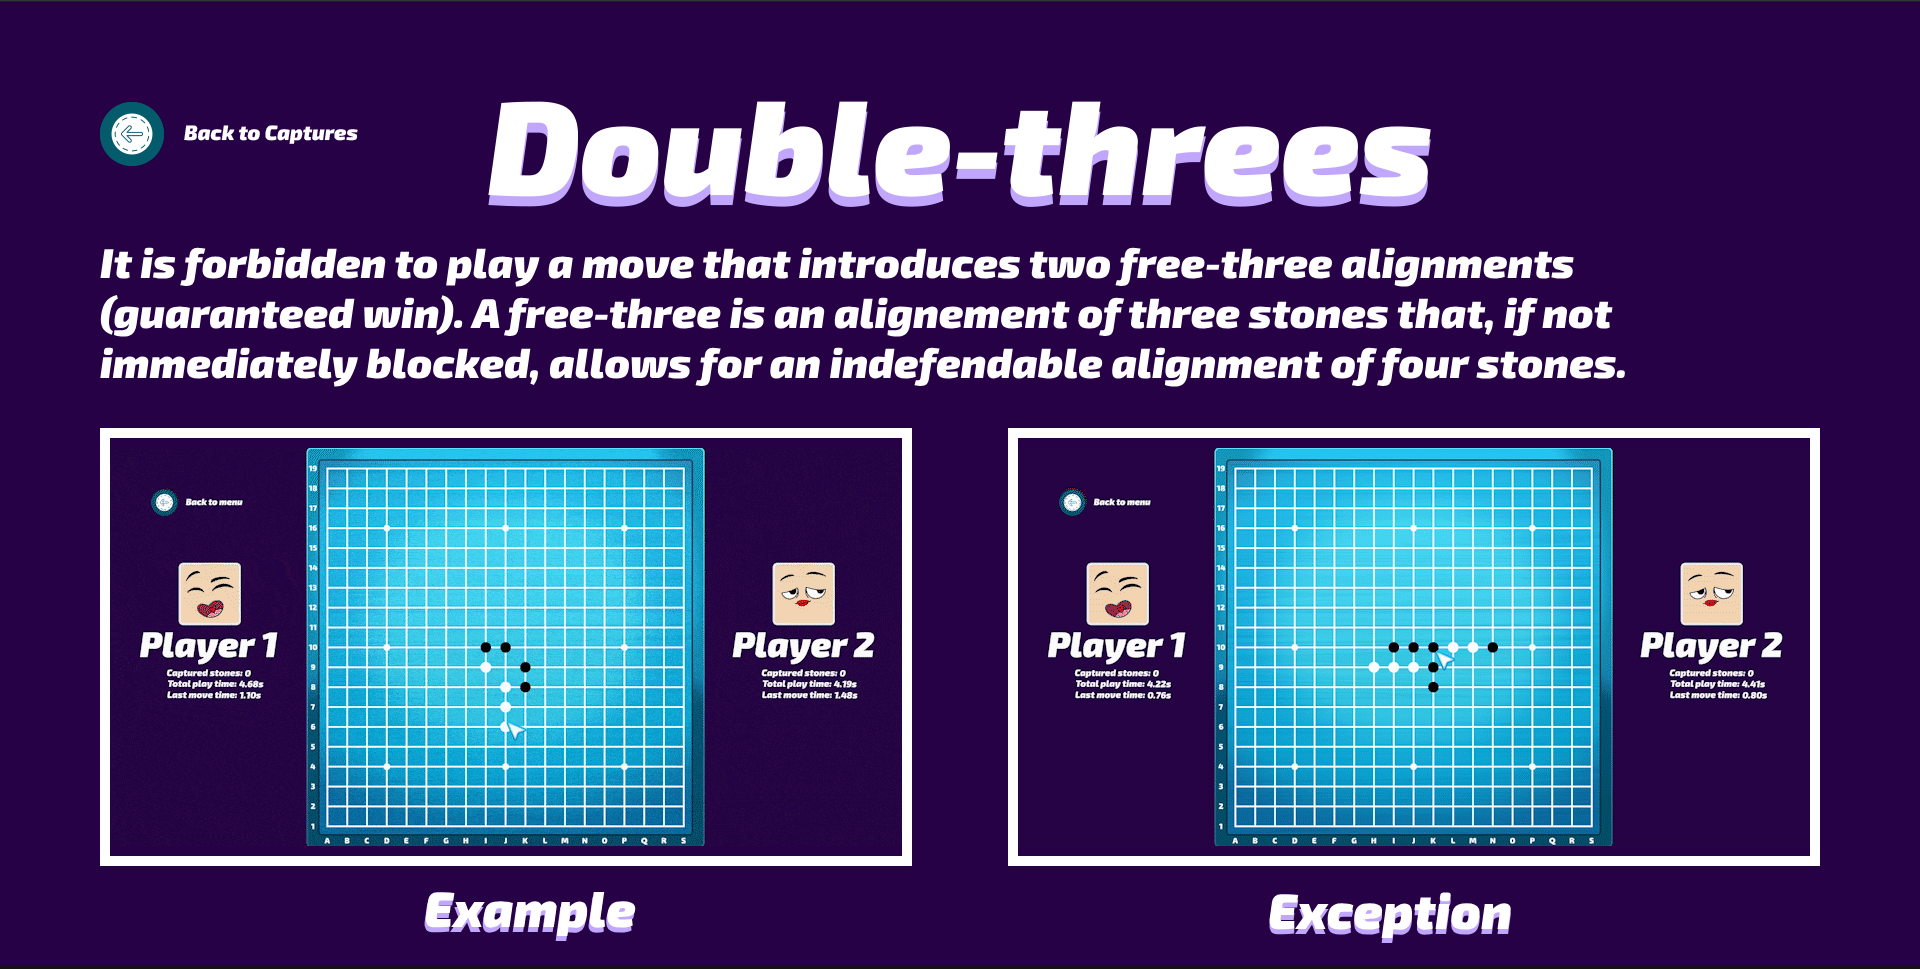 Back to Captures
Double-threes
It is forbidden to play a move that introduces two free-three alignments
(guaranteed win). A free-three is an alignement of three stones that, if not
immediately blocked, allows for an indefendable alignment of four stones.
Back to menu
Player 1
Captured stones: 0
Total play time: 4.68s
Last move time: 1.10s
19
18
17
16
15
14
13
12
11
10
9
8
7
6
5
4
3
2
1
A B C D E F G H I J K L M N O P Q R S
Player 2
Captured stones: 0
Total play time: 4.19s
Last move time: 1.48s
Example
Back to menu
Player 1
Captured stones: 0
Total play time: 4.22s
Last move time: 0.76s
19
18
17
16
15
14
13
12
11
10
9
8
7
6
5
4
3
2
1
A B C D E F G H I J K L M N O P Q R S
Player 2
Captured stones: 0
Total play time: 4.41s
Last move time: 0.80s
Exception